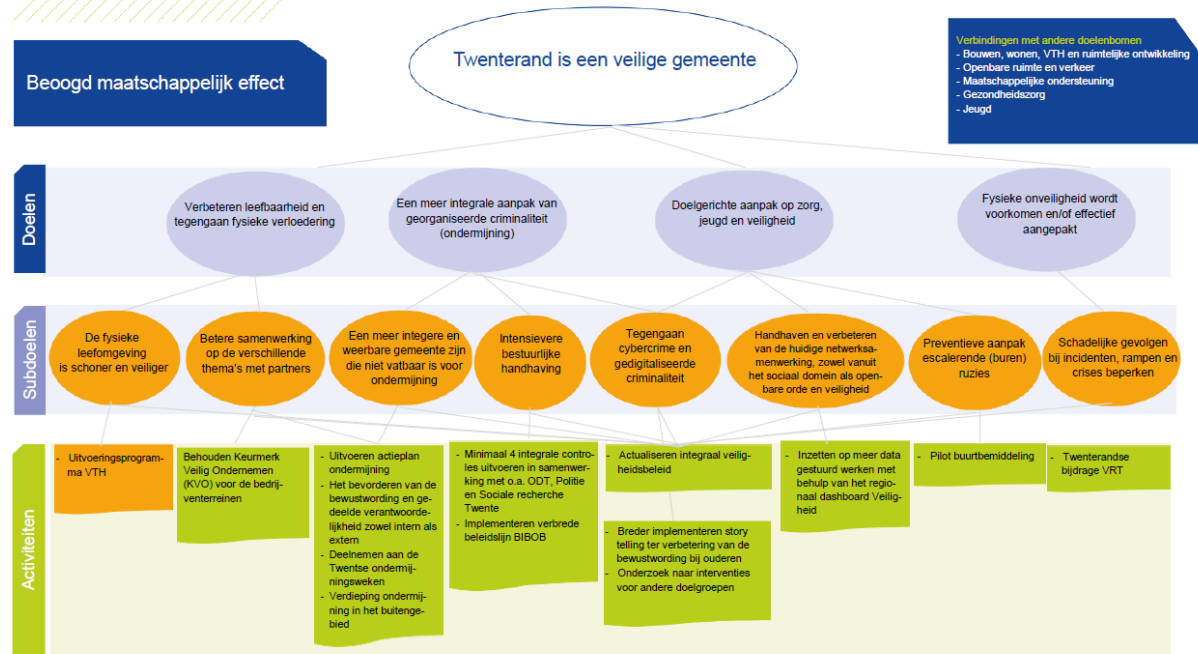 Beoogd maatschappelijk effect
Twenterand is een veilige gemeente
Verbindingen met andere doelenbomen
- Bouwen, wonen, VTH en ruimtelijke ontwikkeling
- Openbare ruimte en verkeer
- Maatschappelijke ondersteuning
- Gezondheidszorg
- Jeugd
Doelen
Verbeteren leefbaarheid en
tegengaan fysieke verloedering
Een meer integrale aanpak van
georganiseerde criminaliteit
(ondermijning)
Doelgerichte aanpak op zorg,
jeugd en veiligheid
Fysieke onveiligheid wordt
voorkomen en/of effectief
aangepakt
Subdoelen
De fysieke
leefomgeving
is schoner en veiliger
Betere samenwerking
op de verschillende
thema's met partners
Een meer integere en
weerbare gemeente zijn
die niet vatbaar is voor
ondermijning
Intensievere
bestuurlijke
handhaving
Tegengaan
cybercrime en
gedigitaliseerde
criminaliteit
Handhaven en verbeteren
van de huidige netwerksa-
menwerking, zowel vanuit
het sociaal domein als open-
bare orde en veiligheid
Preventieve aanpak
escalerende (buren)
ruzies
Schadelijke gevolgen
bij incidenten, rampen en
crises beperken
Activiteiten
- Uitvoeringsprogram-
ma VTH
Behouden Keurmerk
Veilig Ondernemen
(KVO) voor de bedrij-
venterreinen
- Uitvoeren actieplan
ondermijning
- Het bevorderen van de
bewustwording en ge-
deelde verantwoorde-
lijkheid zowel intern als
extern
- Deelnemen aan de
Twentse ondermij-
ningsweken
- Verdieping ondermij-
ning in het buitenge-
bied
- Minimaal 4 integrale contro-
les uitvoeren in samenwer-
king met o.a. ODT, Politie
en Sociale recherche
Twente
- Implementeren verbrede
beleidslijn BIBOB
- Actualiseren integraal veilig-
heidsbeleid
- Breder implementeren story
telling ter verbetering van de
bewustwording bij ouderen
- Onderzoek naar interventies
voor andere doelgroepen
- Inzetten op meer data
gestuurd werken met
behulp van het regio-
naal dashboard Veilig-
heid
- Pilot buurtbemiddeling
- Twenterandse
bijdrage VRT